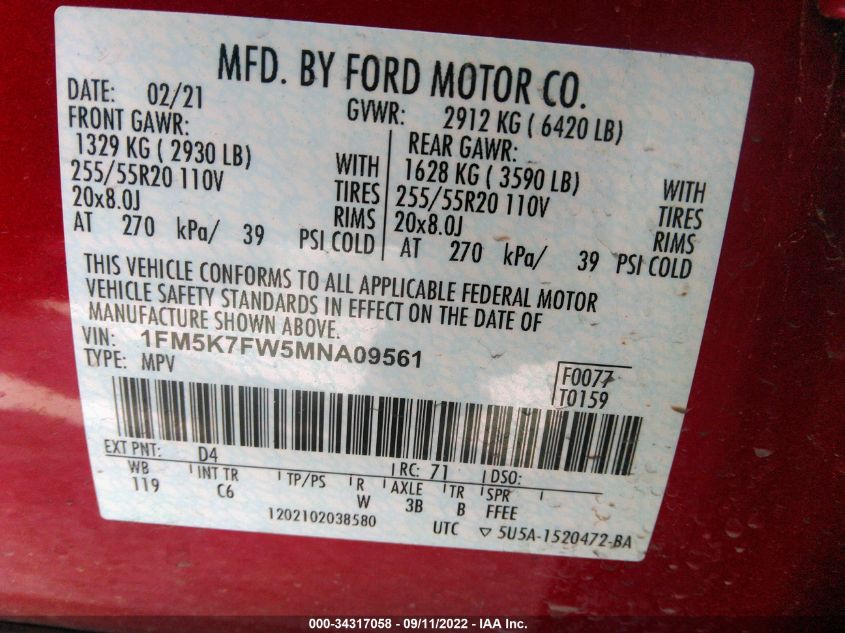 MFD. BY FORD MOTOR CO.
DATE: 02/21 GVWR: 2912 KG ( 6420 LB)
FRONT GAWR: REAR GAWR:
1329 KG ( 2930 LB) WITH 1628 KG ( 3590 LB) WITH
255/55R20 110V TIRES 255/55R20 110V TIRES
20x8.0J RIMS 20x8.0J RIMS
AT 270 kPa/ 39 PSI COLD AT 270 kPa/ 39 PSI COLD
THIS VEHICLE CONFORMS TO ALL APPLICABLE FEDERAL MOTOR
VEHICLE SAFETY STANDARDS IN EFFECT ON THE DATE OF
MANUFACTURE SHOWN ABOVE.
VIN: 1FM5K7FW5MNA09561
TYPE: MPV F0077
T0159
EXT PNT: D4 RC: 71 DSO:
WB INT TR TP/PS R AXLE TR SPR
119 C6 W 3B B FFEE
1202102038580 UTC ▽ 5U5A-1520472-BA
000-34317058 - 09/11/2022 - IAA Inc.